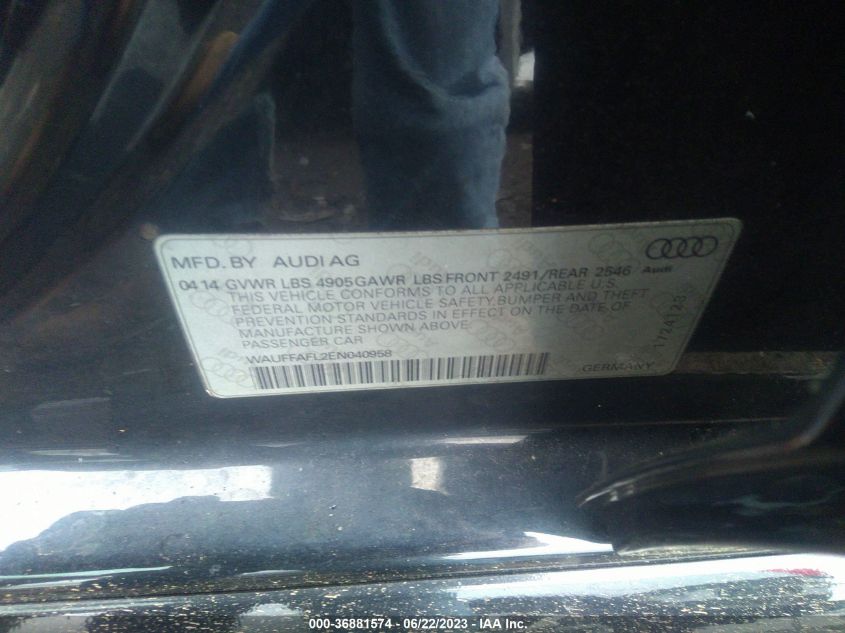 MFD. BY AUDI AG
04 14 GVWR LBS 4905 GAWR LBS FRONT 2491/REAR 2546 Audi
THIS VEHICLE CONFORMS TO ALL APPLICABLE U.S.
FEDERAL MOTOR VEHICLE SAFETY, BUMPER AND THEFT
PREVENTION STANDARDS IN EFFECT ON THE DATE OF
MANUFACTURE SHOWN ABOVE.
PASSENGER CAR
WAUFFAFL2EN040958
GERMANY
000-36881574 / 06/22/2023 - IAA Inc.